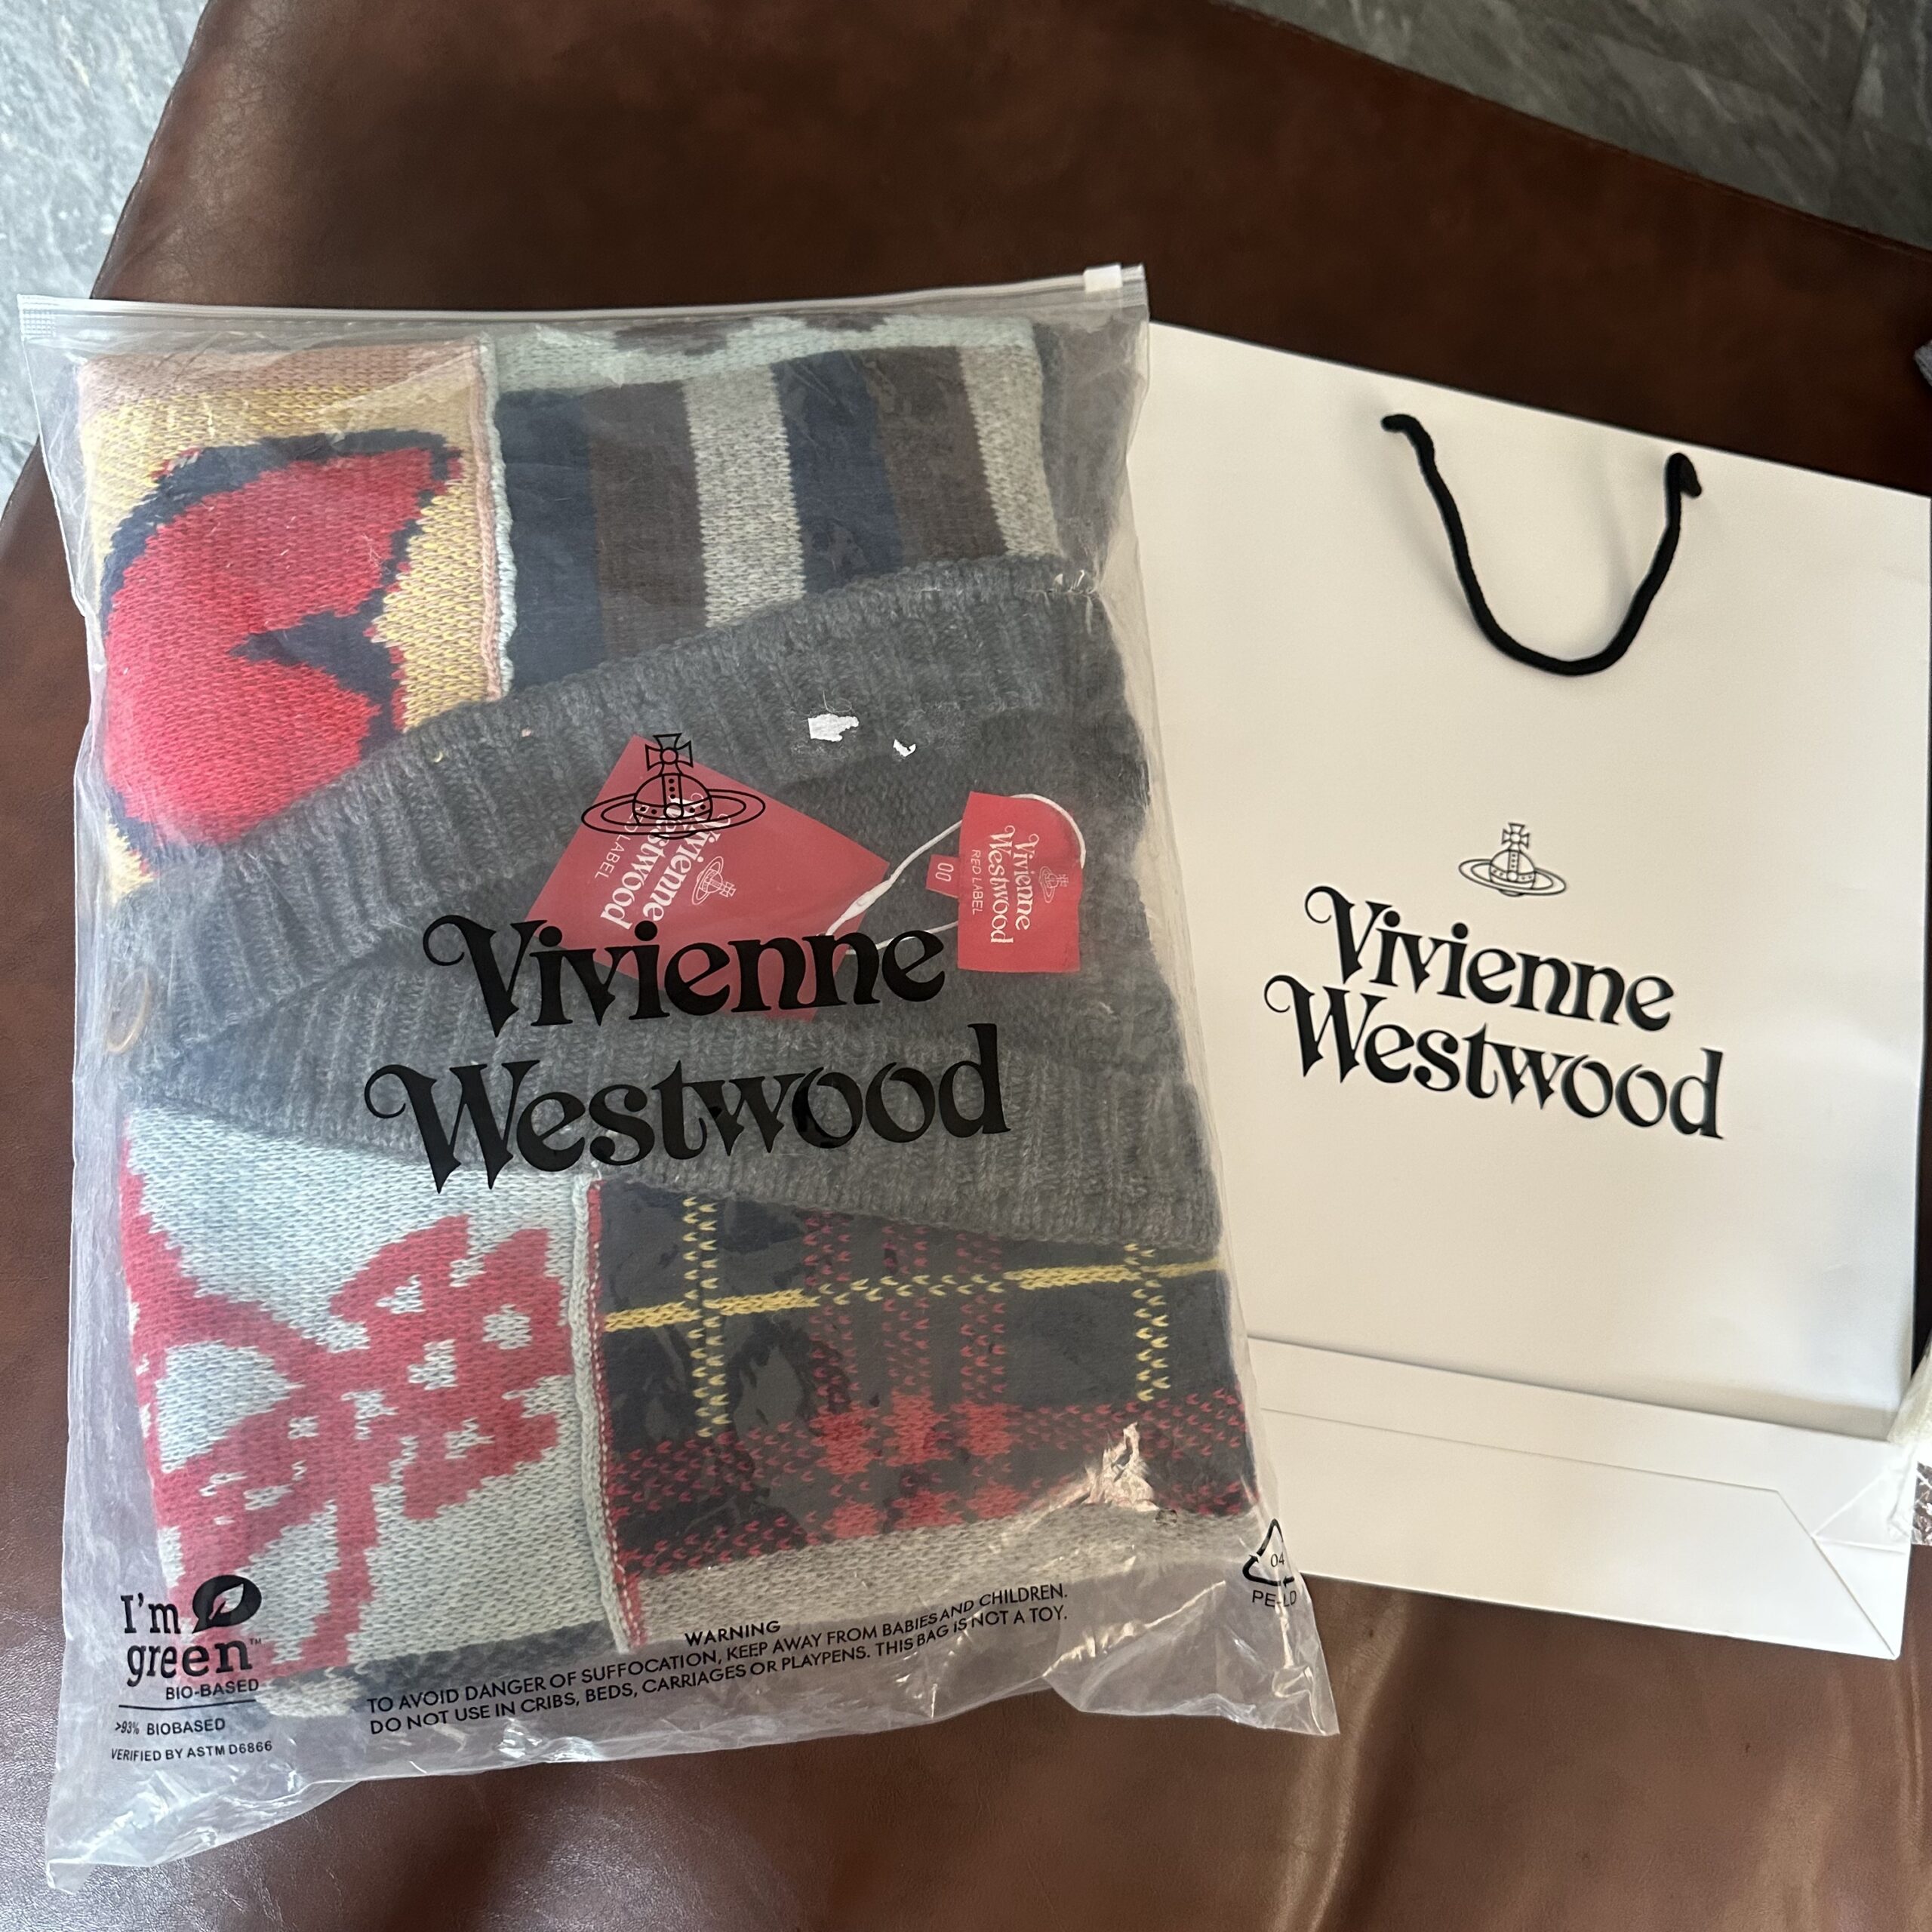 Vivienne
Westwood
RED LABEL
00
Vivienne
Westwood
RED LABEL
Vivienne
Westwood
I'm
green™
BIO-BASED
>93% BIOBASED
VERIFIED BY ASTM D6866
WARNING
TO AVOID DANGER OF SUFFOCATION, KEEP AWAY FROM BABIES AND CHILDREN.
DO NOT USE IN CRIBS, BEDS, CARRIAGES OR PLAYPENS. THIS BAG IS NOT A TOY.
04
PE-LD
Vivienne
Westwood